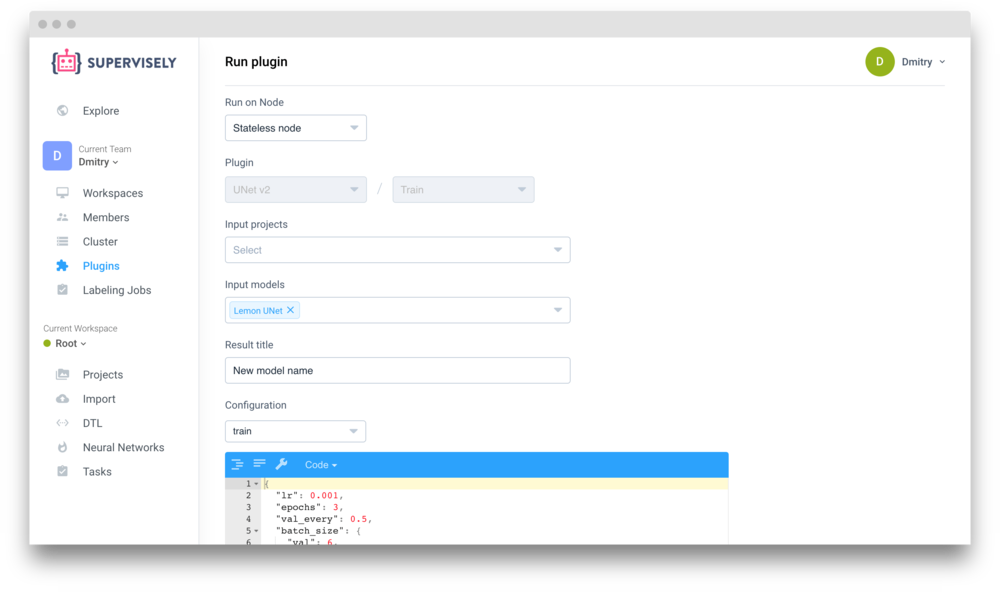 SUPERVISELY
Run plugin
D
Dmitry
Explore
D
Current Team
Dmitry
Workspaces
Members
Cluster
Plugins
Labeling Jobs
Current Workspace
Root
Projects
Import
DTL
Neural Networks
Tasks
Run on Node
Stateless node
Plugin
UNet v2 / Train
Input projects
Select
Input models
Lemon UNet ✕
Result title
New model name
Configuration
train
Code
1 {
2 "lr": 0.001,
3 "epochs": 3,
4 "val_every": 0.5,
5 "batch_size": {
6 "val": 6,